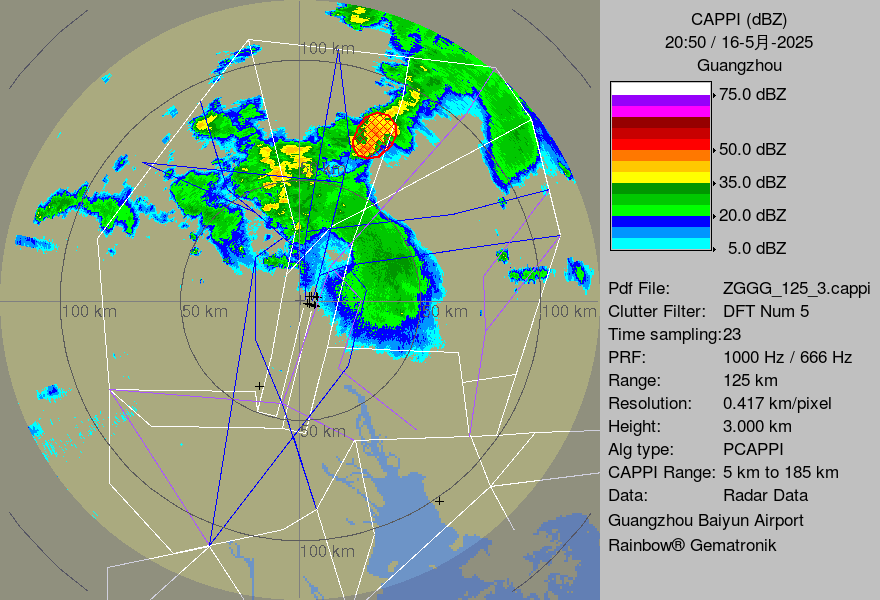 CAPPI (dBZ)
20:50 / 16-5月-2025
Guangzhou
75.0 dBZ
50.0 dBZ
35.0 dBZ
20.0 dBZ
5.0 dBZ
Pdf File: ZGGG_125_3.cappi
Clutter Filter: DFT Num 5
Time sampling:23
PRF: 1000 Hz / 666 Hz
Range: 125 km
Resolution: 0.417 km/pixel
Height: 3.000 km
Alg type: PCAPPI
CAPPI Range: 5 km to 185 km
Data: Radar Data
Guangzhou Baiyun Airport
Rainbow® Gematronik
100 km
100 km
50 km
50 km
100 km
50 km
100 km